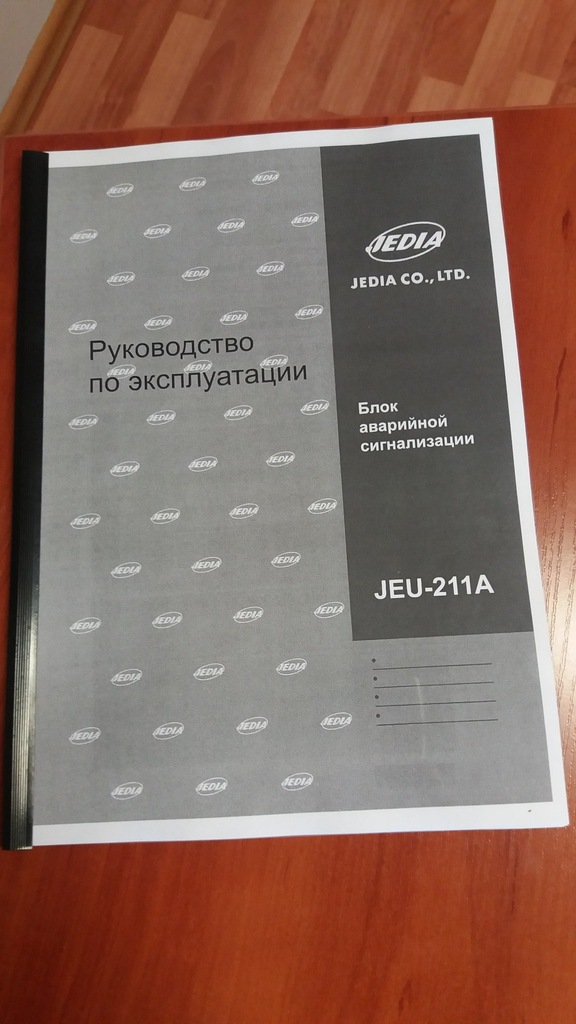 JEDIA
JEDIA CO., LTD.
Руководство
по эксплуатации
Блок
аварийной
сигнализации
JEU-211A